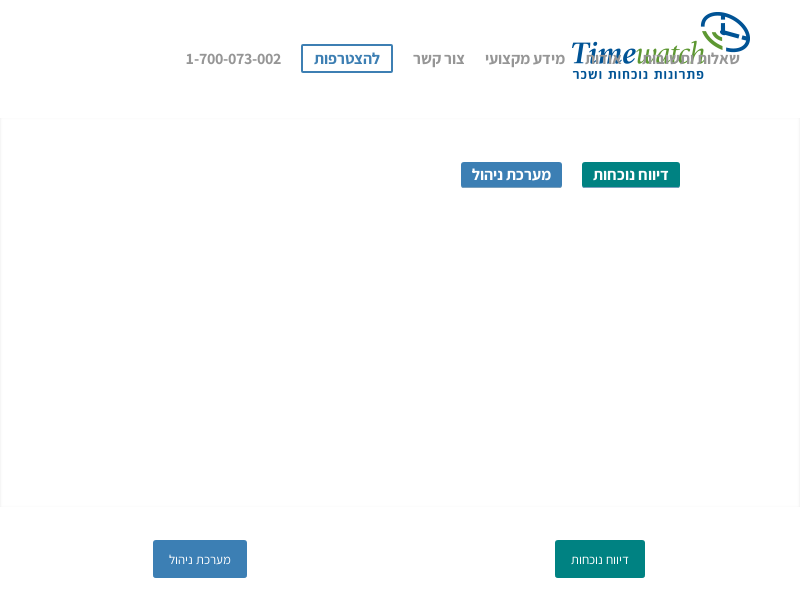 Timewatch
פתרונות נוכחות ושכר
שאלות ותשובות אודות מידע מקצועי צור קשר להצטרפות 1-700-073-002
דיווח נוכחות מערכת ניהול
דיווח נוכחות מערכת ניהול